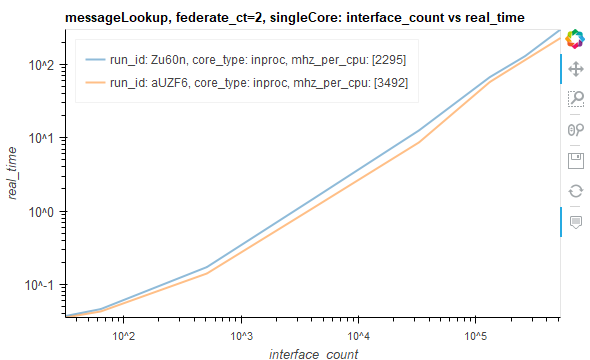 messageLookup, federate_ct=2, singleCore: interface_count vs real_time
run_id: Zu60n, core_type: inproc, mhz_per_cpu: [2295]
run_id: aUZF6, core_type: inproc, mhz_per_cpu: [3492]
10^2
10^1
10^0
10^-1
real_time
10^2 10^3 10^4 10^5
interface_count